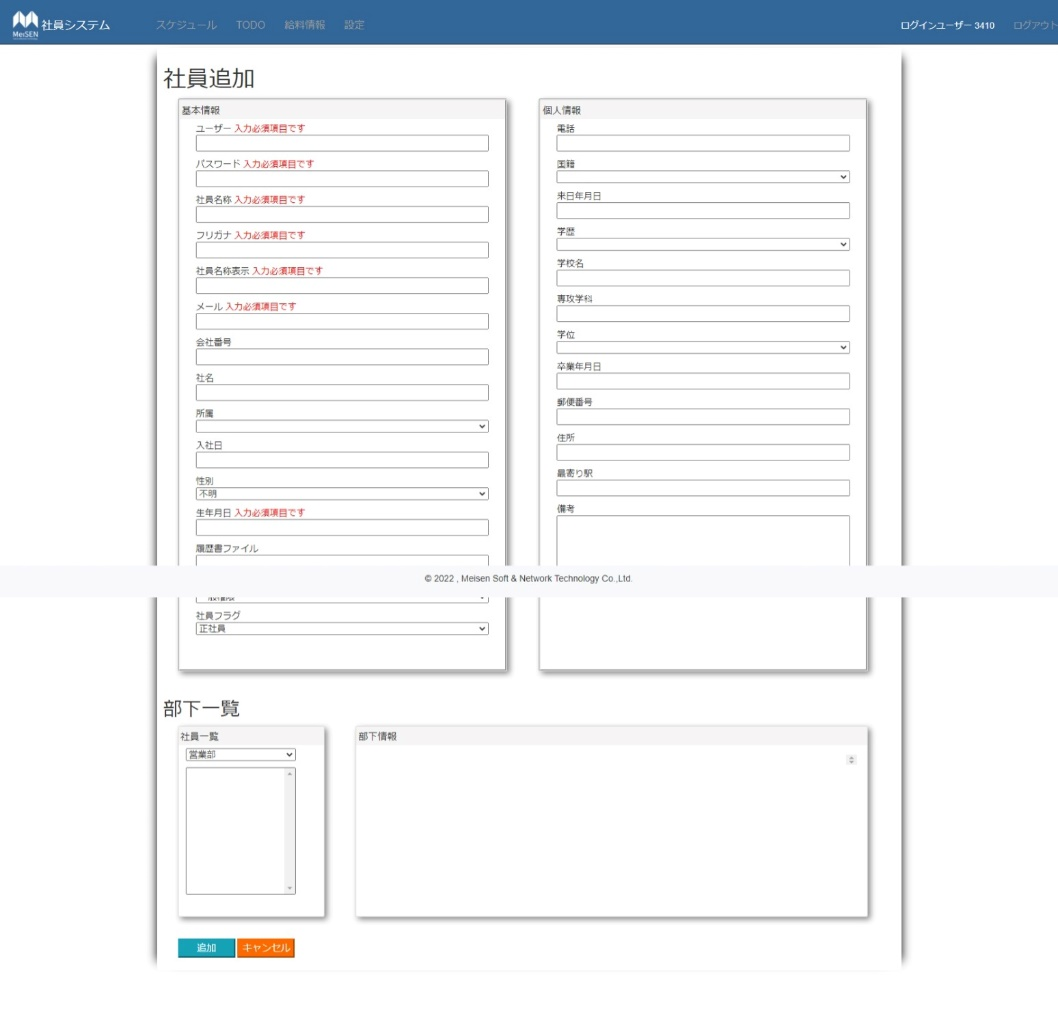 MeiSEN 社員システム スケジュール TODO 給料情報 設定 ログインユーザー 3410 ログアウト
社員追加
基本情報
ユーザー 入力必須項目です
パスワード 入力必須項目です
社員名称 入力必須項目です
フリガナ 入力必須項目です
社員名称表示 入力必須項目です
メール 入力必須項目です
会社番号
社名
所属
入社日
性別
不明
生年月日 入力必須項目です
履歴書ファイル
社員フラグ
正社員
個人情報
電話
国籍
来日年月日
学歴
学校名
専攻学科
学位
卒業年月日
郵便番号
住所
最寄り駅
備考
© 2022 , Meisen Soft & Network Technology Co.,Ltd.
部下一覧
社員一覧
営業部
部下情報
追加 キャンセル